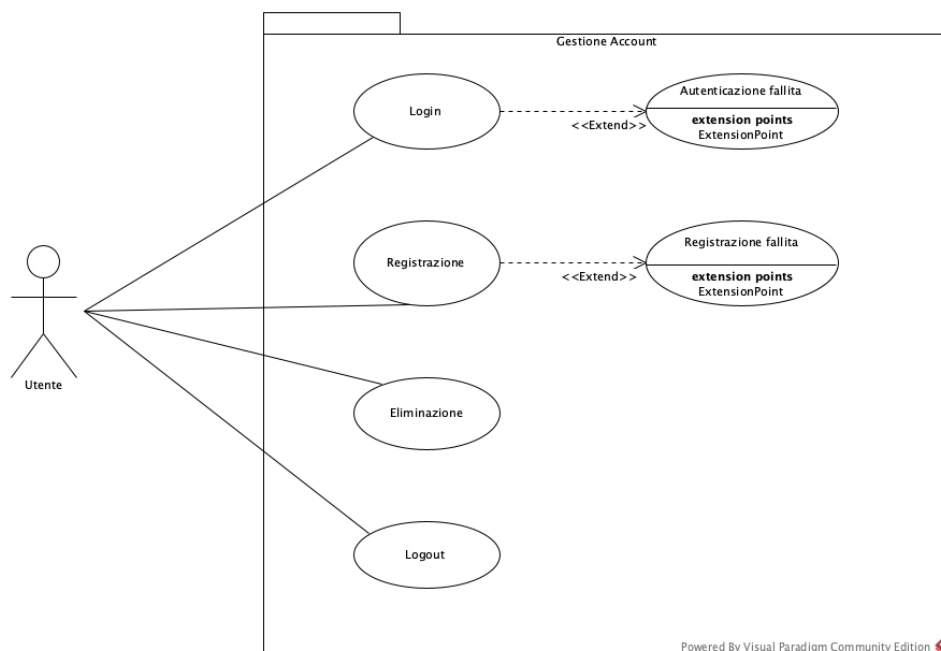 Gestione Account
Login
<<Extend>>
Autenticazione fallita
extension points
ExtensionPoint
Registrazione
<<Extend>>
Registrazione fallita
extension points
ExtensionPoint
Utente
Eliminazione
Logout
Powered By Visual Paradigm Community Edition